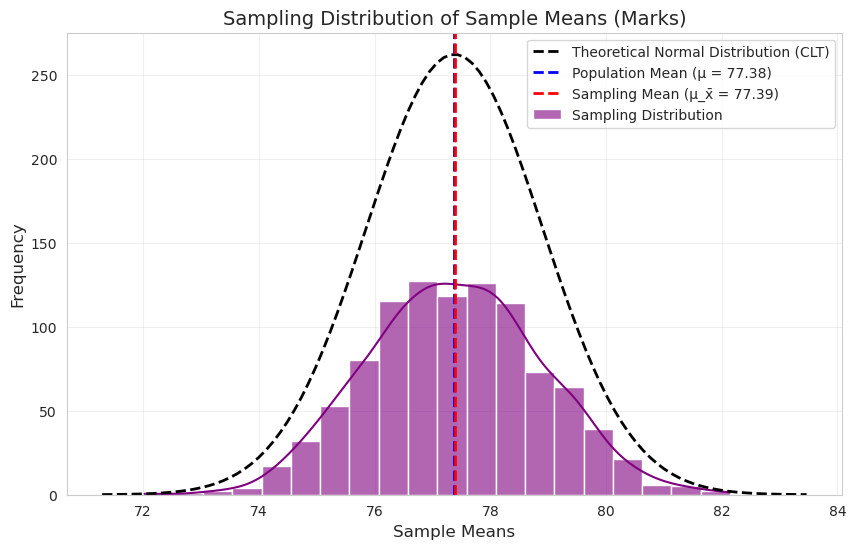 Sampling Distribution of Sample Means (Marks)
Theoretical Normal Distribution (CLT)
Population Mean (μ = 77.38)
Sampling Mean (μ_x̄ = 77.39)
Sampling Distribution
Frequency
250
200
150
100
50
0
72 74 76 78 80 82 84
Sample Means